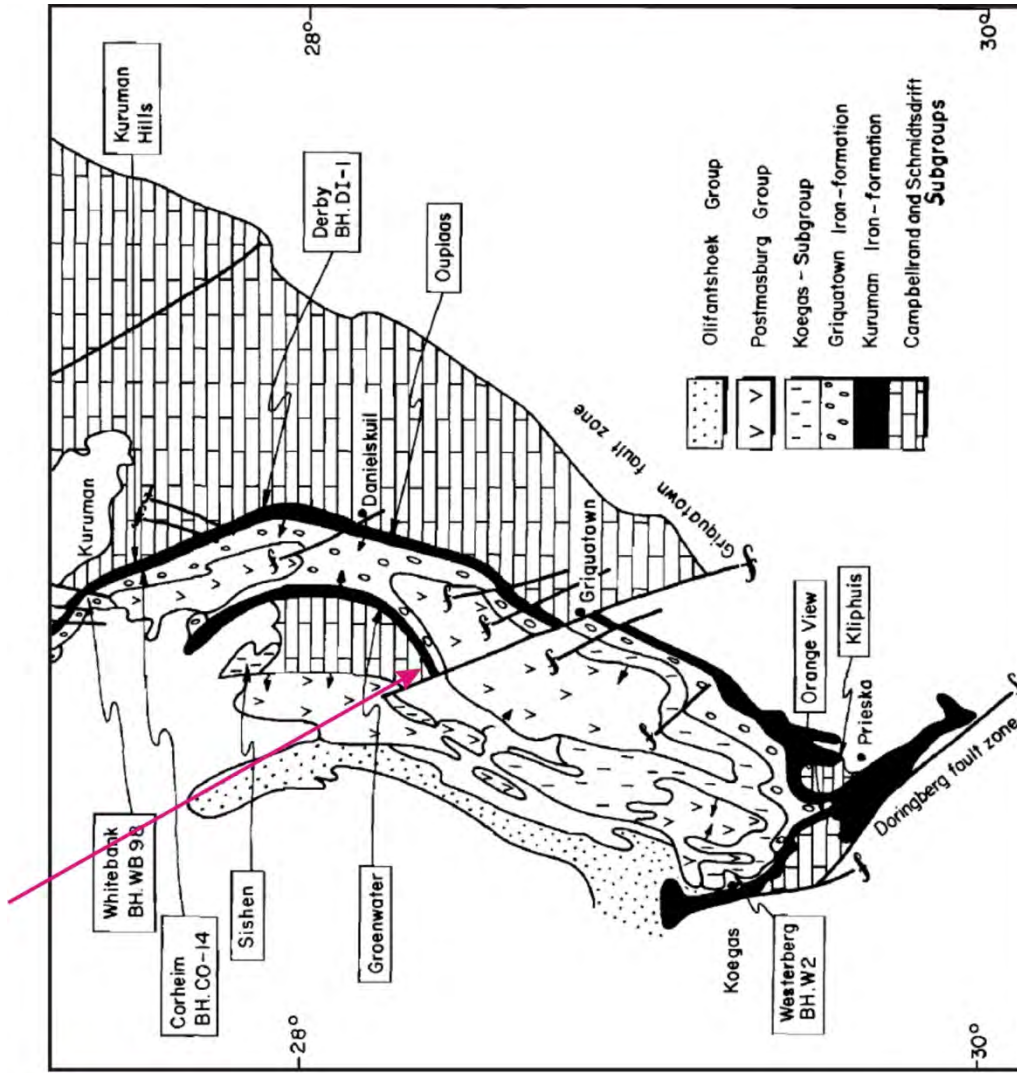 Kuruman
Hills
28°
30°
Derby
BH. DI-1
Ouplaas
Kuruman
Danielskuil
Griquatown
Griquatown fault zone
Olifantshoek Group
Postmasburg Group
Koegas - Subgroup
Griquatown Iron-formation
Kuruman Iron-formation
Campbellrand and Schmidtsdrift
Subgroups
Orange View
Kliphuis
Prieska
Doringberg fault zone
Whitebank
BH. WB 98
Corheim
BH. CO-14
Sishen
Groenwater
Koegas
Westerberg
BH. W2
28°
30°